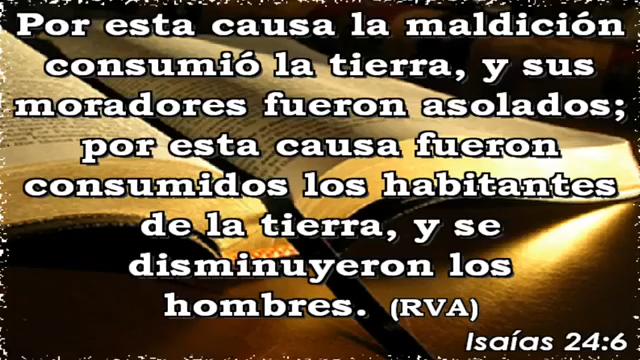 Por esta causa la maldición
consumió la tierra, y sus
moradores fueron asolados;
por esta causa fueron
consumidos los habitantes
de la tierra, y se
disminuyeron los
hombres. (RVA)
Isaías 24:6